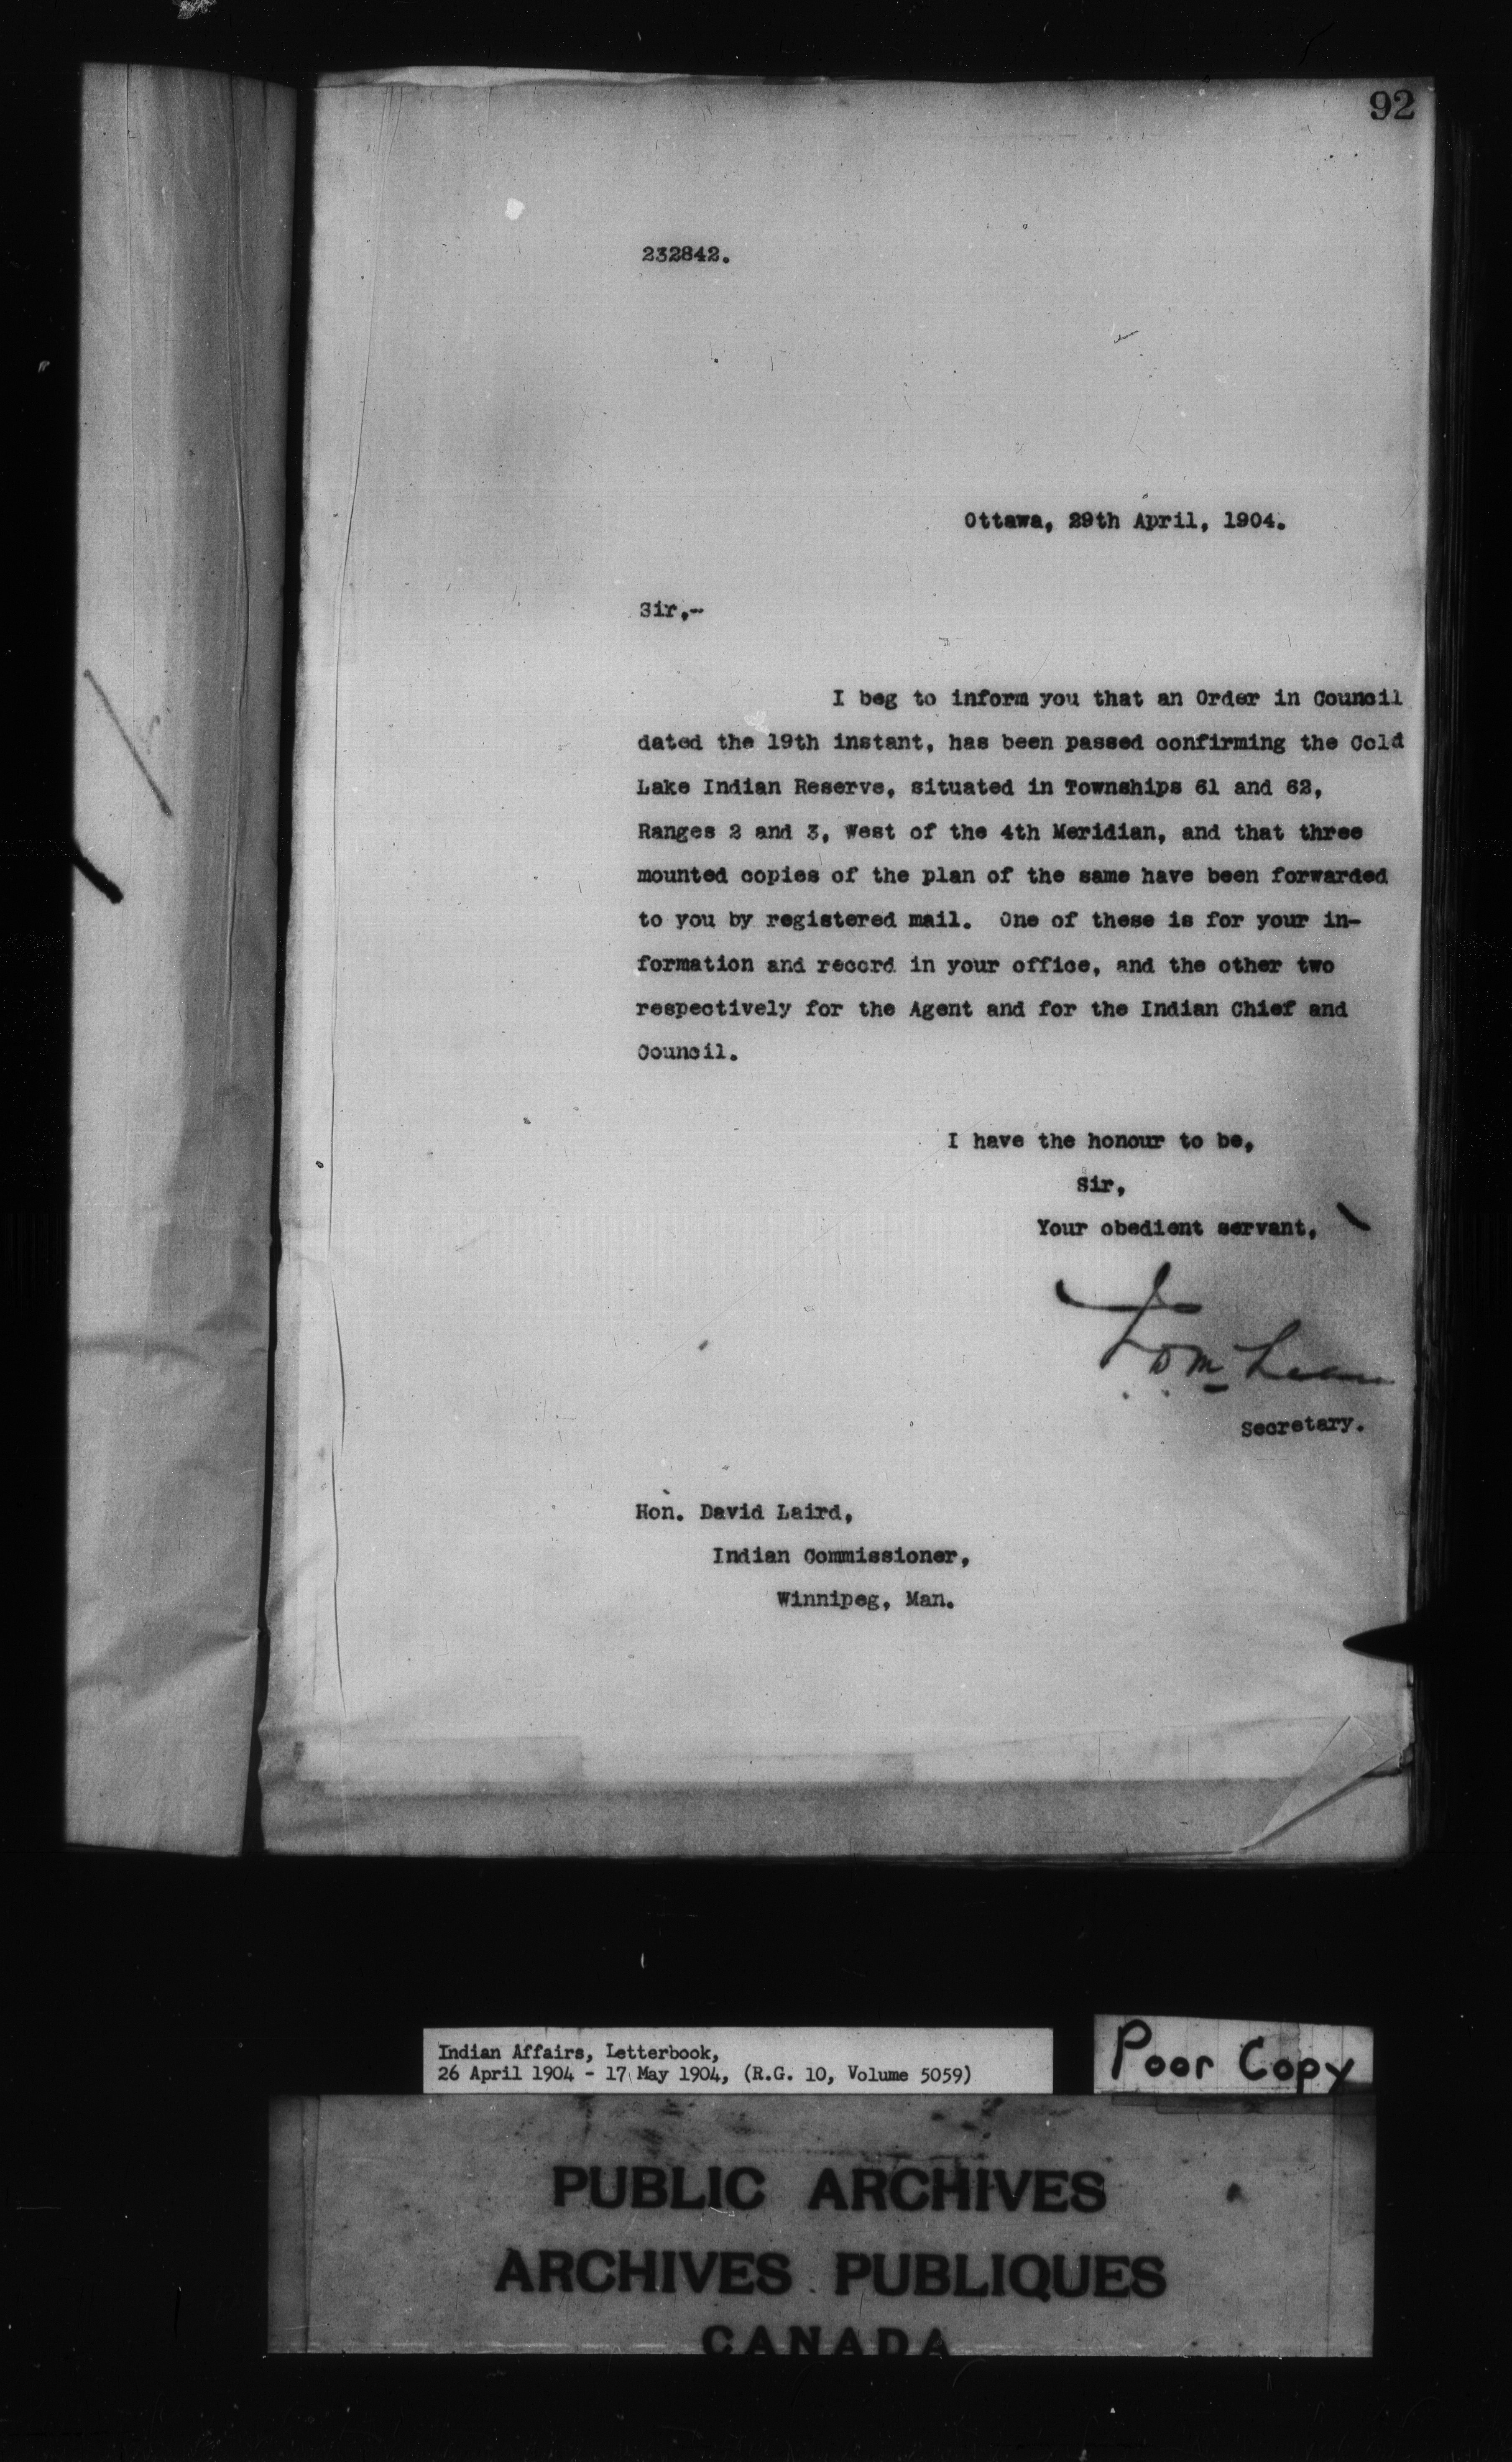 92
232842.
Ottawa, 29th April, 1904.
Sir,-
I beg to inform you that an Order in Council
dated the 19th instant, has been passed confirming the Cold
Lake Indian Reserve, situated in Townships 61 and 62,
Ranges 2 and 3, West of the 4th Meridian, and that three
mounted copies of the plan of the same have been forwarded
to you by registered mail. One of these is for your in-
formation and record in your office, and the other two
respectively for the Agent and for the Indian Chief and
Council.
I have the honour to be,
Sir,
Your obedient servant,
Secretary.
Hon. David Laird,
Indian Commissioner,
Winnipeg, Man.
Indian Affairs, Letterbook,
26 April 1904 - 17 May 1904, (R.G. 10, Volume 5059)
Poor Copy
PUBLIC ARCHIVES
ARCHIVES PUBLIQUES
CANADA